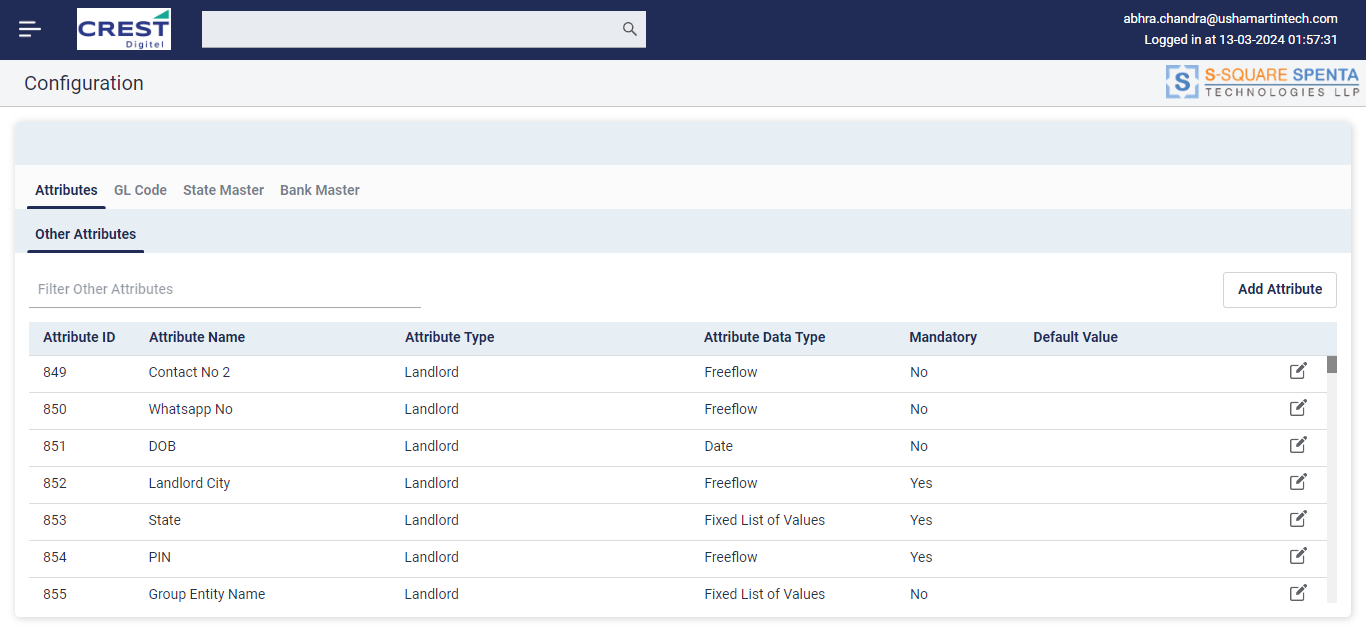 CREST
Digitel
abhra.chandra@ushamartintech.com
Logged in at 13-03-2024 01:57:31
Configuration
S
S-SQUARE SPENTA
TECHNOLOGIES LLP
Attributes GL Code State Master Bank Master
Other Attributes
Filter Other Attributes
Add Attribute
Attribute ID Attribute Name Attribute Type Attribute Data Type Mandatory Default Value
849 Contact No 2 Landlord Freeflow No
850 Whatsapp No Landlord Freeflow No
851 DOB Landlord Date No
852 Landlord City Landlord Freeflow Yes
853 State Landlord Fixed List of Values Yes
854 PIN Landlord Freeflow Yes
855 Group Entity Name Landlord Fixed List of Values No